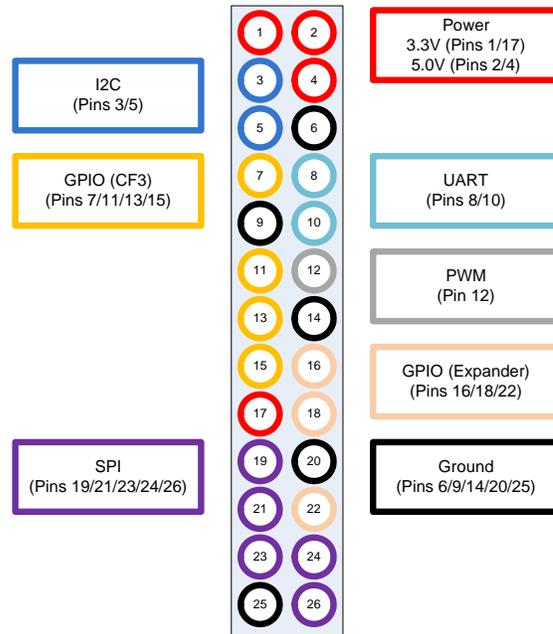 1
2
Power
3.3V (Pins 1/17)
5.0V (Pins 2/4)
I2C
(Pins 3/5)
3
4
5
6
GPIO (CF3)
(Pins 7/11/13/15)
7
8
UART
(Pins 8/10)
9
10
11
12
PWM
(Pin 12)
13
14
15
16
GPIO (Expander)
(Pins 16/18/22)
17
18
SPI
(Pins 19/21/23/24/26)
19
20
Ground
(Pins 6/9/14/20/25)
21
22
23
24
25
26